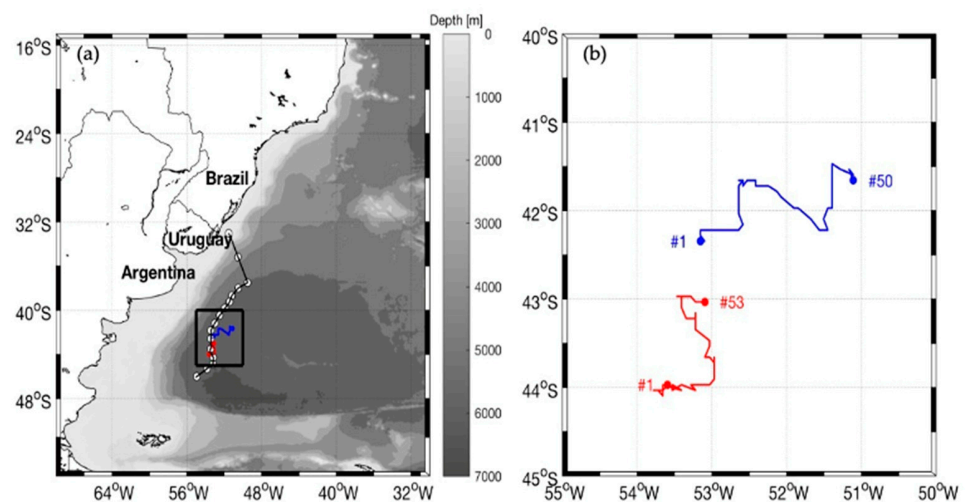 Depth [m]
(a)
16°S
24°S
32°S
40°S
48°S
Brazil
Uruguay
Argentina
64°W
56°W
48°W
40°W
32°W
0
1000
2000
3000
4000
5000
6000
7000
(b)
40°S
41°S
42°S
43°S
44°S
45°S
#50
#1
#53
#1
55°W
54°W
53°W
52°W
51°W
50°W